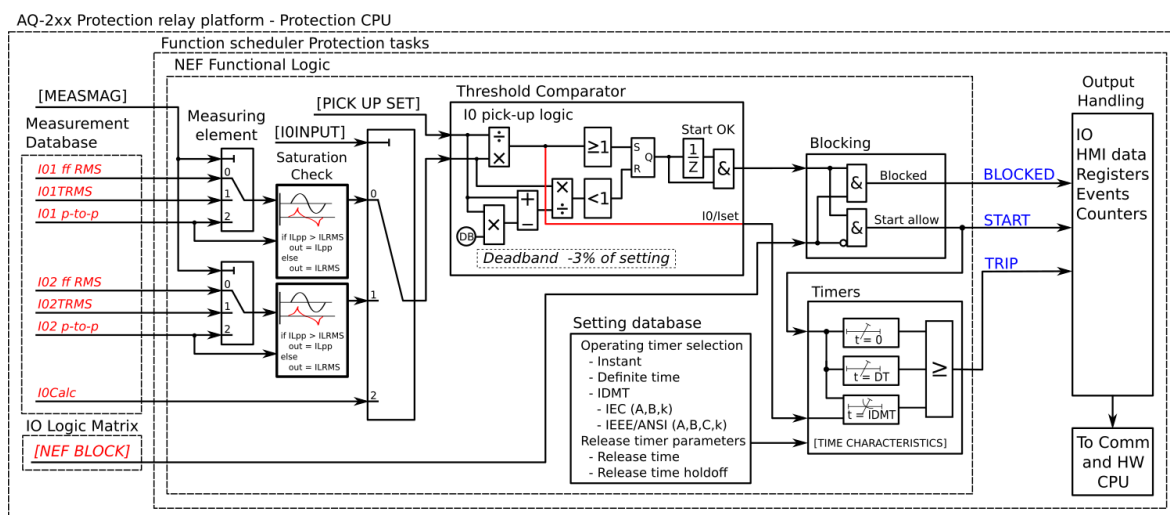 AQ-2xx Protection relay platform - Protection CPU
Function scheduler Protection tasks
NEF Functional Logic
[MEASMAG]
Measurement
Database
I01 ff RMS
I01TRMS
I01 p-to-p
I02 ff RMS
I02TRMS
I02 p-to-p
I0Calc
IO Logic Matrix
[NEF BLOCK]
Measuring
element
0
1
2
0
1
2
[PICK UP SET]
[I0INPUT]
Saturation
Check
if ILpp > ILRMS
out = ILpp
else
out = ILRMS
if ILpp > ILRMS
out = ILpp
else
out = ILRMS
0
1
2
Threshold Comparator
I0 pick-up logic
÷
×
≥1
S
Q
R
Start OK
1
Z
&
×
÷
<1
+
−
DB
×
I0/Iset
Deadband -3% of setting
Setting database
Operating timer selection
- Instant
- Definite time
- IDMT
- IEC (A,B,k)
- IEEE/ANSI (A,B,C,k)
Release timer parameters
- Release time
- Release time holdoff
Blocking
&
Blocked
&
Start allow
Timers
t = 0
t = DT
t = IDMT
≥
[TIME CHARACTERISTICS]
BLOCKED
START
TRIP
Output
Handling
IO
HMI data
Registers
Events
Counters
To Comm
and HW
CPU